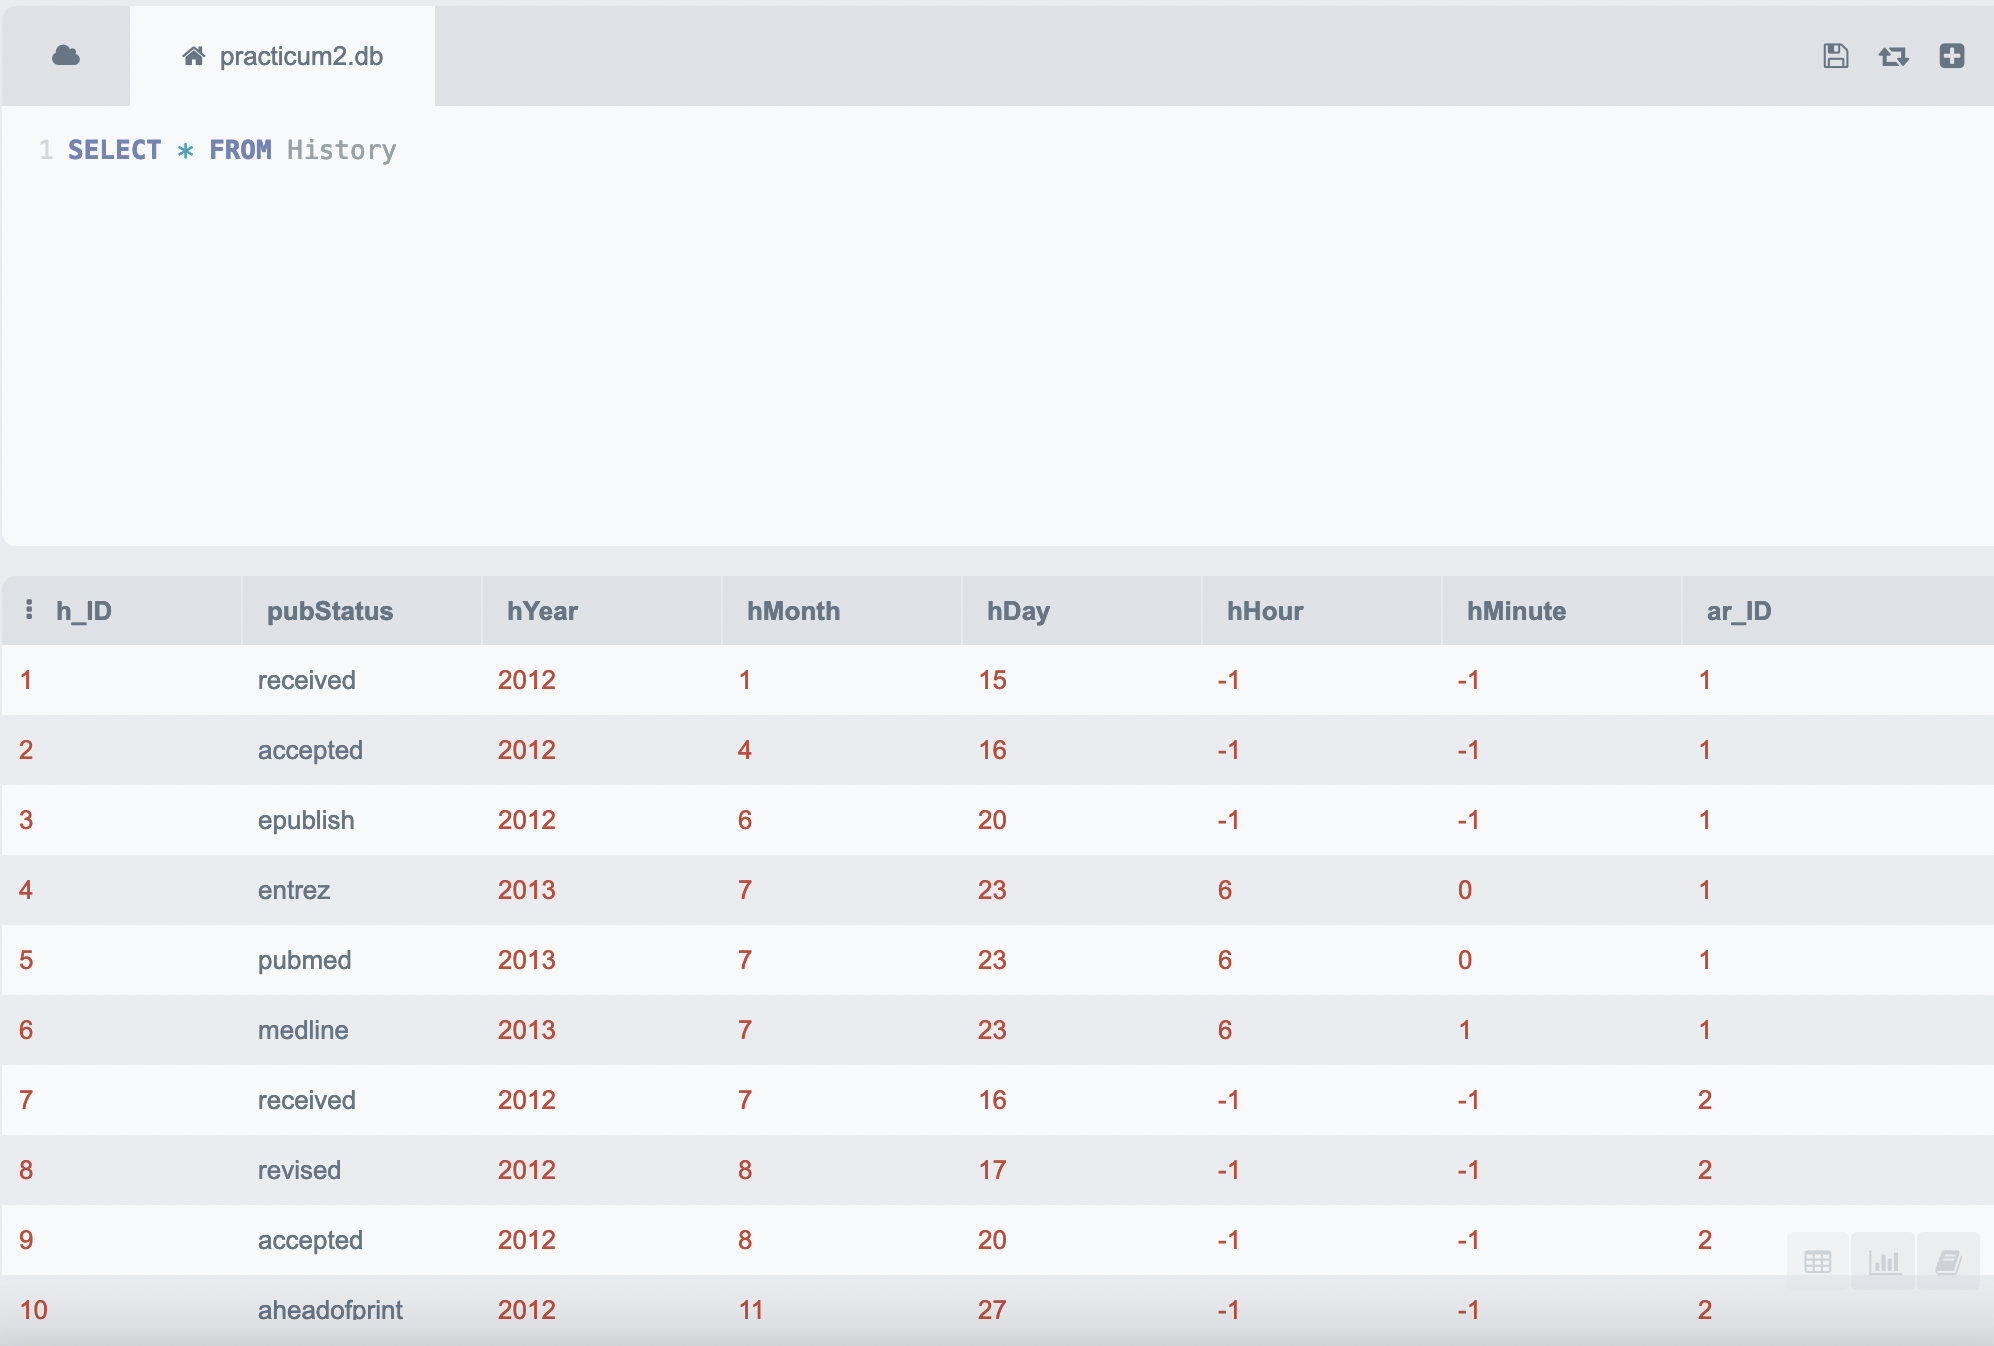 practicum2.db
1 SELECT * FROM History
h_ID pubStatus hYear hMonth hDay hHour hMinute ar_ID
1 received 2012 1 15 -1 -1 1
2 accepted 2012 4 16 -1 -1 1
3 epublish 2012 6 20 -1 -1 1
4 entrez 2013 7 23 6 0 1
5 pubmed 2013 7 23 6 0 1
6 medline 2013 7 23 6 1 1
7 received 2012 7 16 -1 -1 2
8 revised 2012 8 17 -1 -1 2
9 accepted 2012 8 20 -1 -1 2
10 aheadofprint 2012 11 27 -1 -1 2